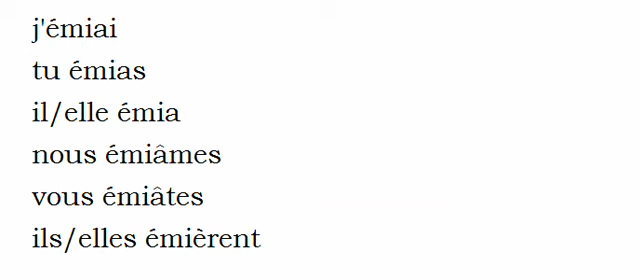 j'émiai
tu émias
il/elle émia
nous émiâmes
vous émiâtes
ils/elles émièrent